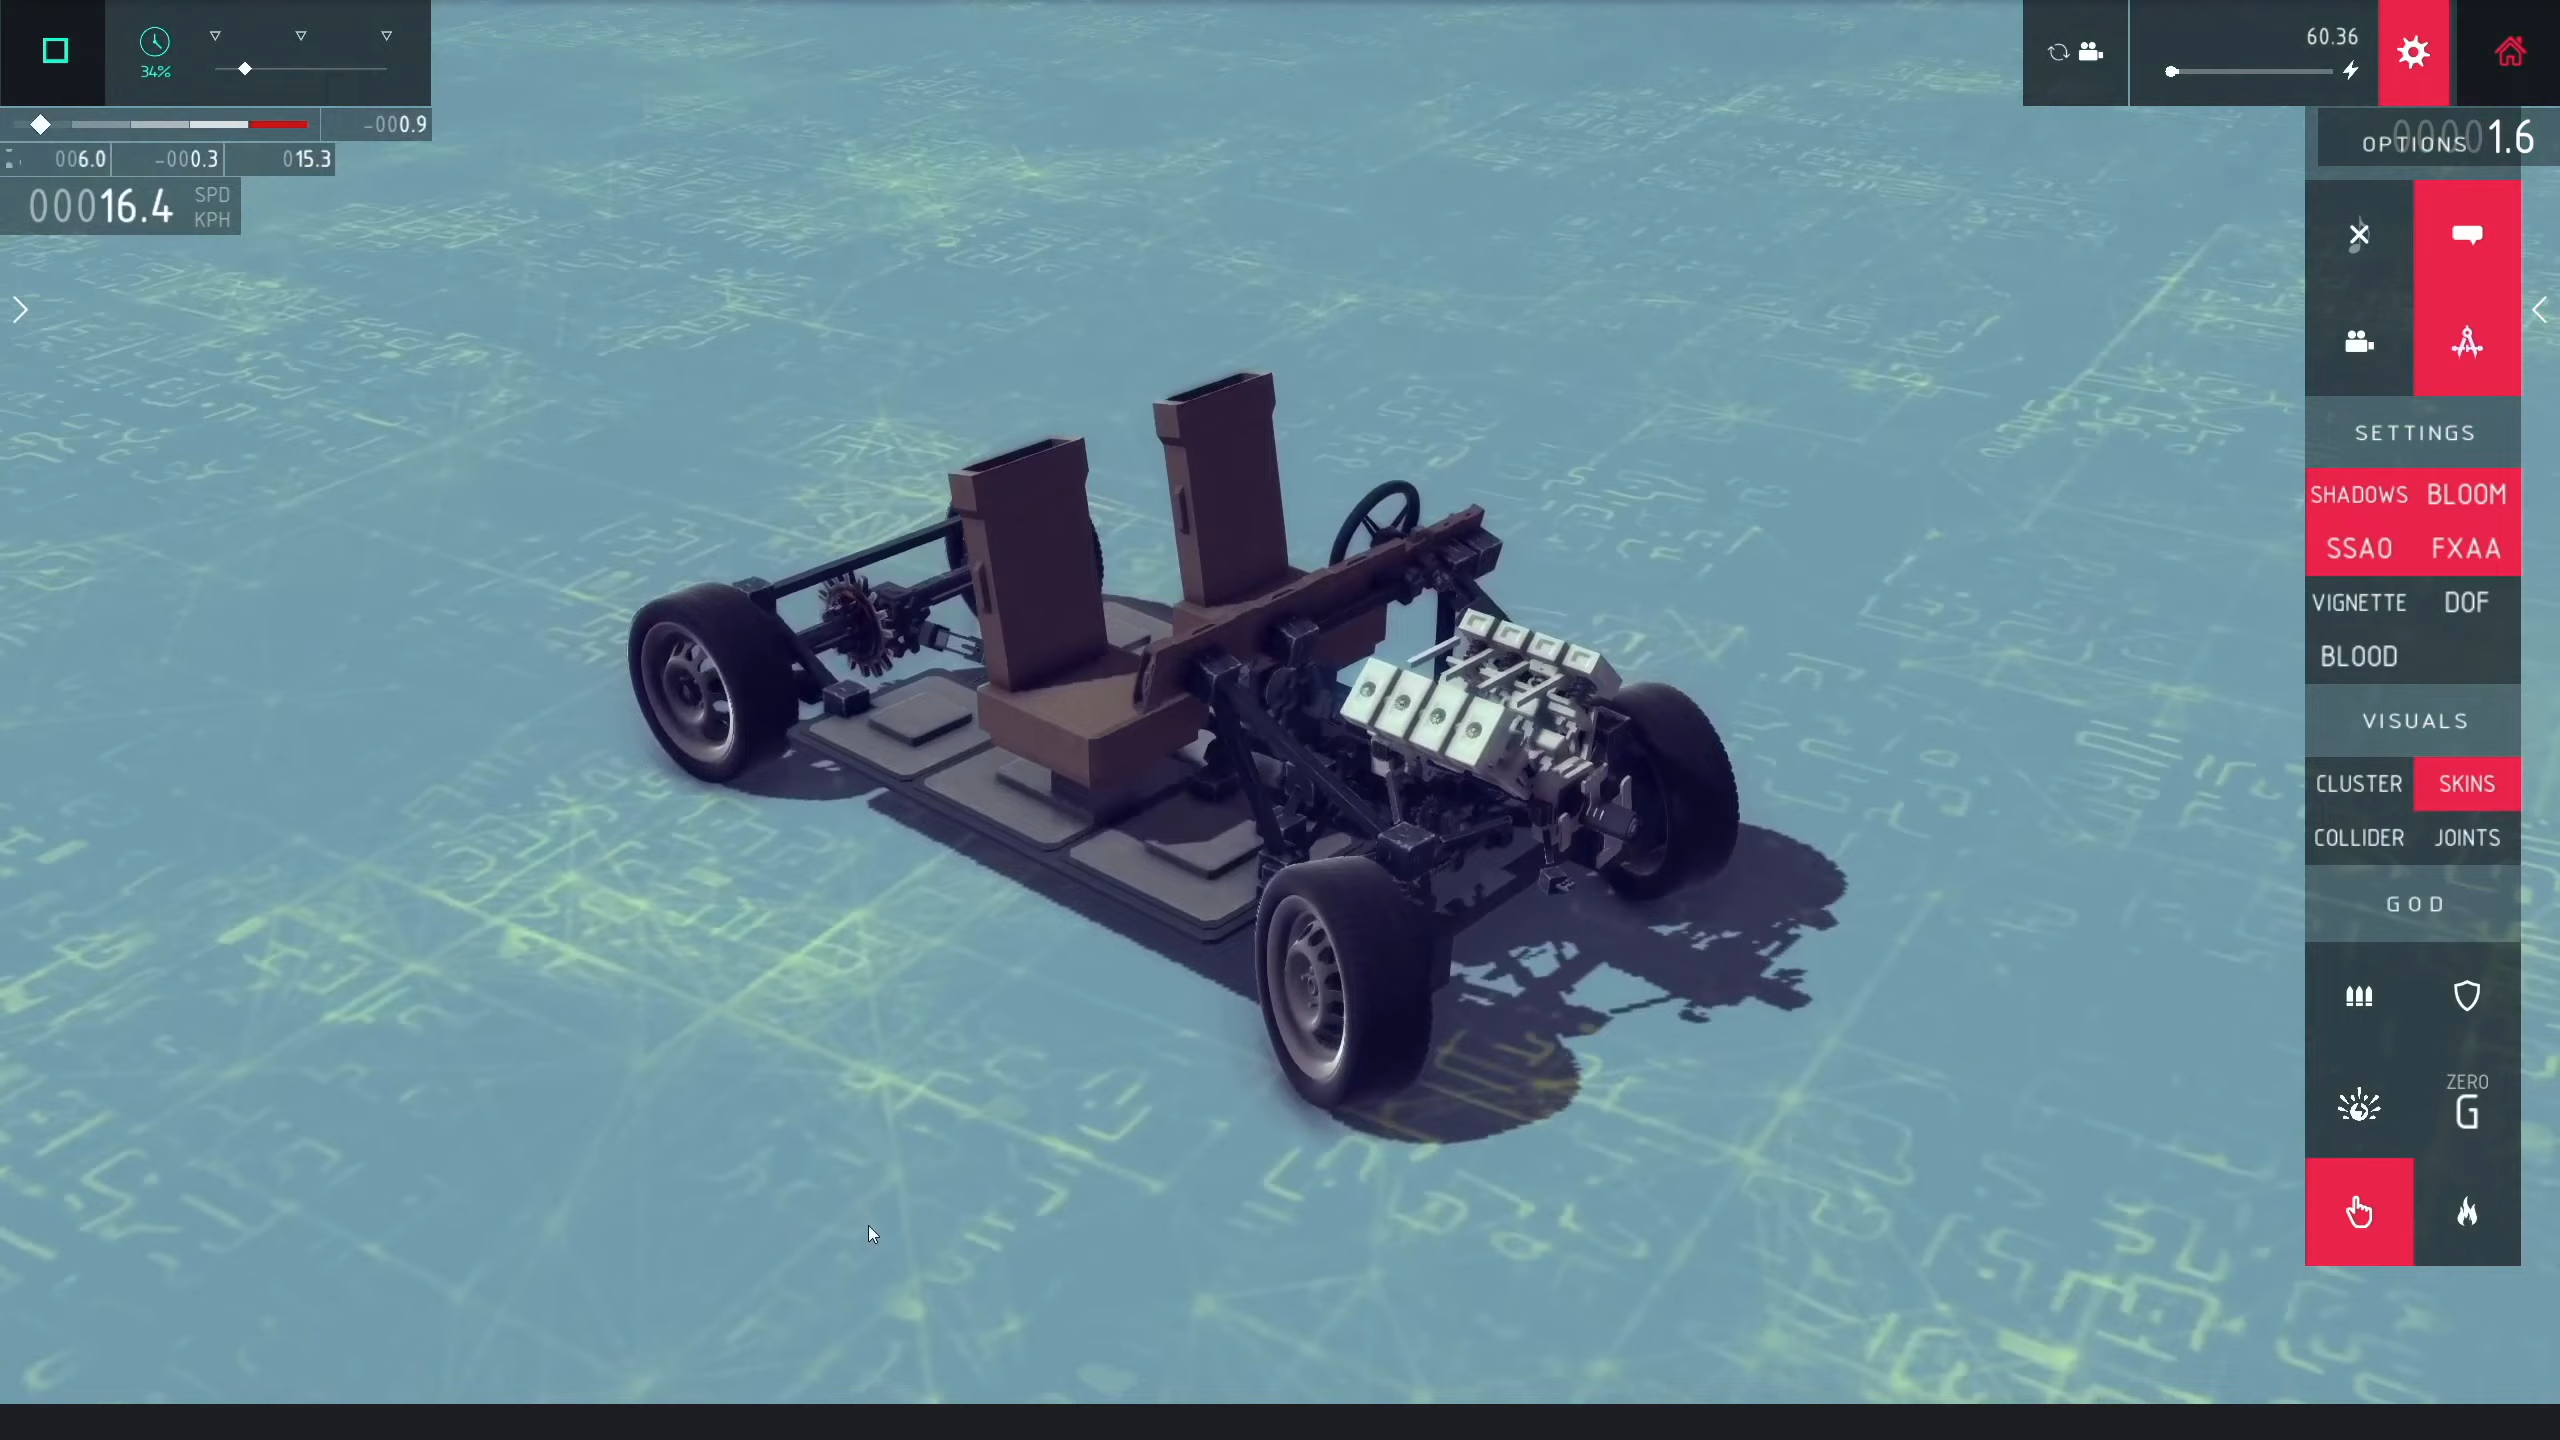 34%
60.36
-000.9
006.0 -000.3 015.3
00016.4 SPD KPH
OPTIONS 00001.6
SETTINGS
SHADOWS BLOOM
SSAO FXAA
VIGNETTE DOF
BLOOD
VISUALS
CLUSTER SKINS
COLLIDER JOINTS
GOD
ZERO
G